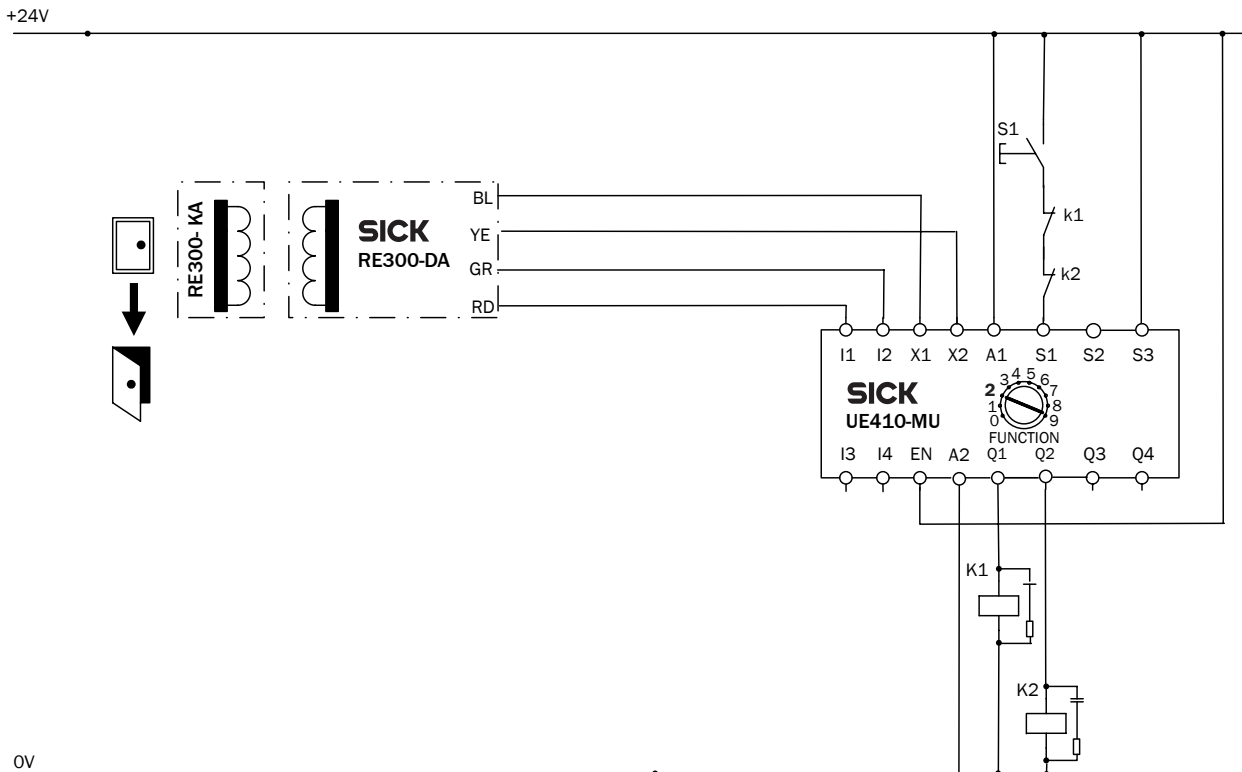 +24V
S1
k1
k2
RE300- KA
SICK
RE300-DA
BL
YE
GR
RD
I1 I2 X1 X2 A1 S1 S2 S3
SICK
UE410-MU
0 1 2 3 4 5 6 7 8 9
FUNCTION
I3 I4 EN A2 Q1 Q2 Q3 Q4
K1
K2
0V